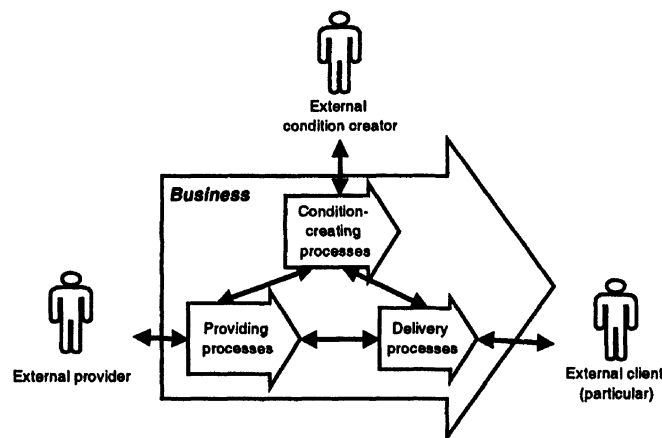 External
condition creator
Business
Condition-
creating
processes
Providing
processes
Delivery
processes
External provider
External client
(particular)